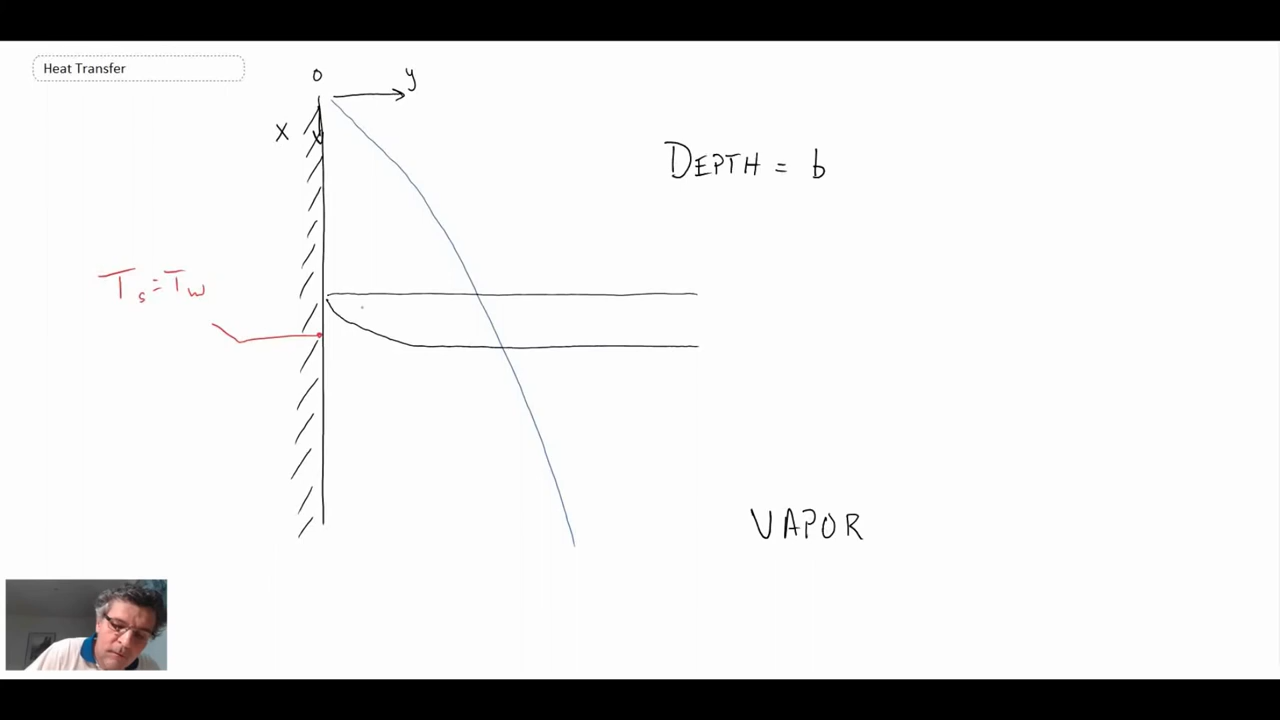 Heat Transfer
0
y
X
DEPTH = b
Ts = Tw
VAPOR